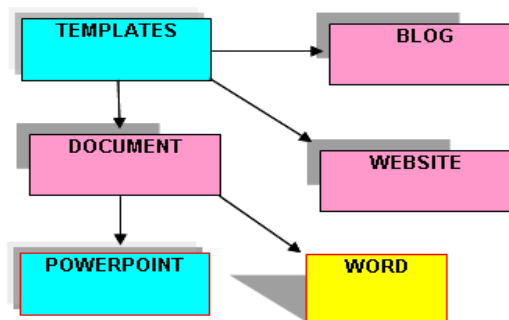 TEMPLATES
BLOG
DOCUMENT
WEBSITE
POWERPOINT
WORD